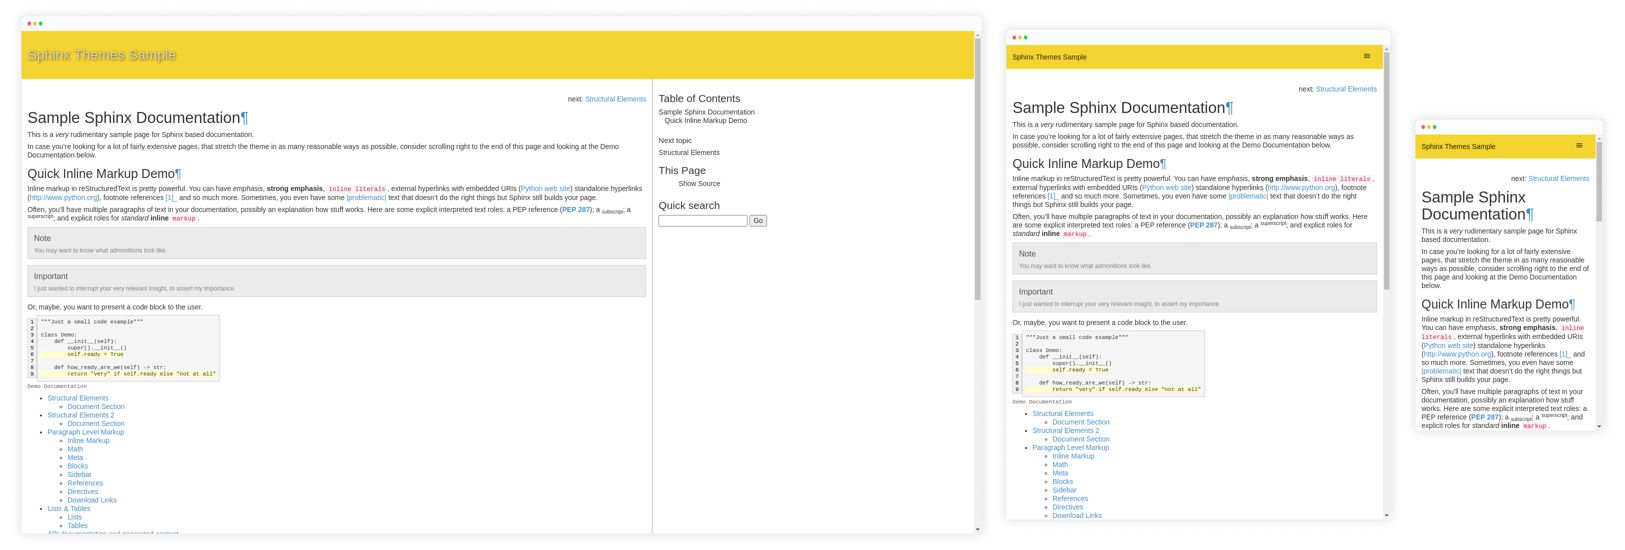 Sphinx Themes Sample
next: Structural Elements
Sample Sphinx Documentation¶
This is a very rudimentary sample page for Sphinx based documentation.
In case you're looking for a lot of fairly extensive pages, that stretch the theme in as many reasonable ways as possible, consider scrolling right to the end of this page and looking at the Demo
Documentation below.
Quick Inline Markup Demo¶
Inline markup in reStructuredText is pretty powerful. You can have emphasis, strong emphasis, inline literals, external hyperlinks with embedded URIs (Python web site) standalone hyperlinks
(http://www.python.org), footnote references [1]_ and so much more. Sometimes, you even have some |problematic| text that doesn't do the right things but Sphinx still builds your page.
Often, you'll have multiple paragraphs of text in your documentation, possibly an explanation how stuff works. Here are some explicit interpreted text roles: a PEP reference (PEP 287); a subscript; a
superscript; and explicit roles for standard inline markup.
Note
You may want to know what admonitions look like.
Important
I just wanted to interrupt your very relevant insight, to assert my importance.
Or, maybe, you want to present a code block to the user.
1 """Just a small code example"""
2
3 class Demo:
4 def __init__(self):
5 super().__init__()
6 self.ready = True
7
8 def how_ready_are_we(self) -> str:
9 return "very" if self.ready else "not at all"
Demo Documentation
• Structural Elements
◦ Document Section
• Structural Elements 2
◦ Document Section
• Paragraph Level Markup
◦ Inline Markup
◦ Math
◦ Meta
◦ Blocks
◦ Sidebar
◦ References
◦ Directives
◦ Download Links
• Lists & Tables
◦ Lists
◦ Tables
Table of Contents
Sample Sphinx Documentation
Quick Inline Markup Demo
Next topic
Structural Elements
This Page
Show Source
Quick search
Go
Sphinx Themes Sample
next: Structural Elements
Sample Sphinx Documentation¶
This is a very rudimentary sample page for Sphinx based documentation.
In case you're looking for a lot of fairly extensive pages, that stretch the theme in as many reasonable ways as
possible, consider scrolling right to the end of this page and looking at the Demo Documentation below.
Quick Inline Markup Demo¶
Inline markup in reStructuredText is pretty powerful. You can have emphasis, strong emphasis, inline literals,
external hyperlinks with embedded URIs (Python web site) standalone hyperlinks (http://www.python.org), footnote
references [1]_ and so much more. Sometimes, you even have some |problematic| text that doesn't do the right
things but Sphinx still builds your page.
Often, you'll have multiple paragraphs of text in your documentation, possibly an explanation how stuff works. Here
are some explicit interpreted text roles: a PEP reference (PEP 287); a subscript; a superscript; and explicit roles for
standard inline markup.
Note
You may want to know what admonitions look like.
Important
I just wanted to interrupt your very relevant insight, to assert my importance.
Or, maybe, you want to present a code block to the user.
1 """Just a small code example"""
2
3 class Demo:
4 def __init__(self):
5 super().__init__()
6 self.ready = True
7
8 def how_ready_are_we(self) -> str:
9 return "very" if self.ready else "not at all"
Demo Documentation
• Structural Elements
◦ Document Section
• Structural Elements 2
◦ Document Section
• Paragraph Level Markup
◦ Inline Markup
◦ Math
◦ Meta
◦ Blocks
◦ Sidebar
◦ References
◦ Directives
◦ Download Links
Sphinx Themes Sample
next: Structural Elements
Sample Sphinx
Documentation¶
This is a very rudimentary sample page for Sphinx
based documentation.
In case you're looking for a lot of fairly extensive
pages, that stretch the theme in as many reasonable
ways as possible, consider scrolling right to the end of
this page and looking at the Demo Documentation
below.
Quick Inline Markup Demo¶
Inline markup in reStructuredText is pretty powerful.
You can have emphasis, strong emphasis, inline
literals, external hyperlinks with embedded URIs
(Python web site) standalone hyperlinks
(http://www.python.org), footnote references [1]_ and
so much more. Sometimes, you even have some
|problematic| text that doesn't do the right things but
Sphinx still builds your page.
Often, you'll have multiple paragraphs of text in your
documentation, possibly an explanation how stuff
works. Here are some explicit interpreted text roles: a
PEP reference (PEP 287); a subscript; a superscript; and
explicit roles for standard inline markup.